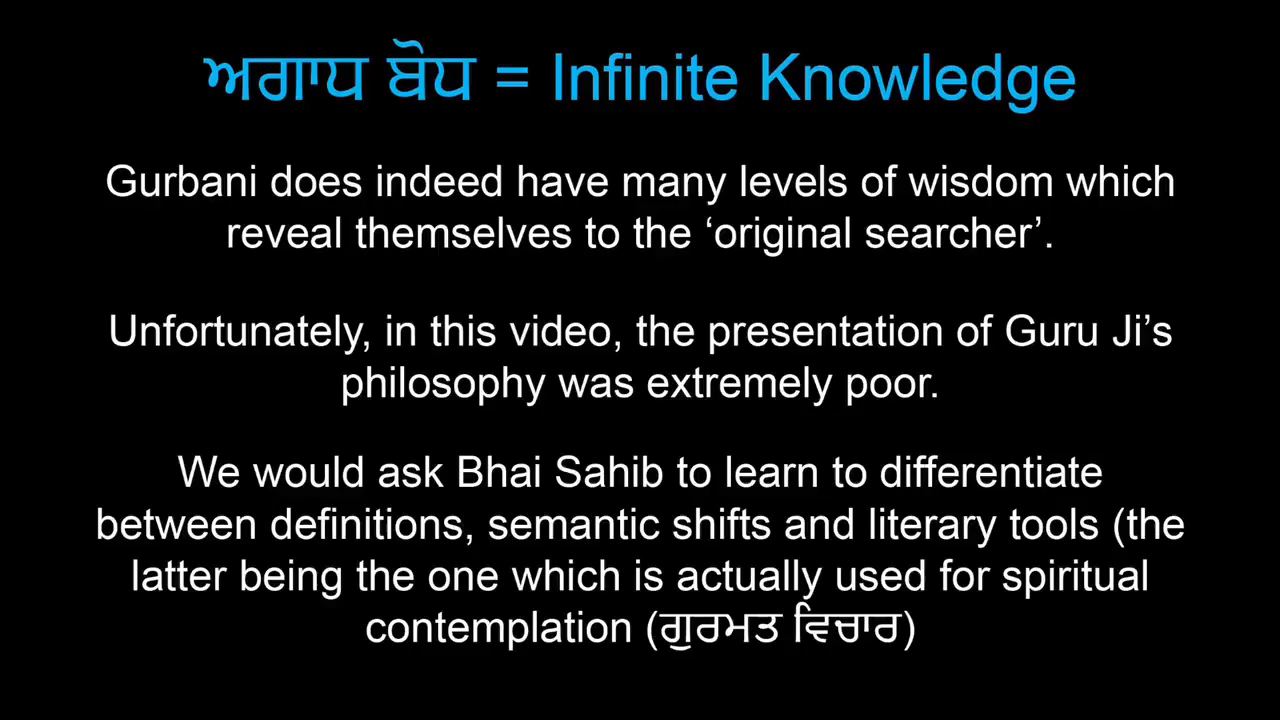 ਅਗਾਧ ਬੋਧ = Infinite Knowledge
Gurbani does indeed have many levels of wisdom which
reveal themselves to the ‘original searcher’.
Unfortunately, in this video, the presentation of Guru Ji’s
philosophy was extremely poor.
We would ask Bhai Sahib to learn to differentiate
between definitions, semantic shifts and literary tools (the
latter being the one which is actually used for spiritual
contemplation (ਗੁਰਮਤ ਵਿਚਾਰ)